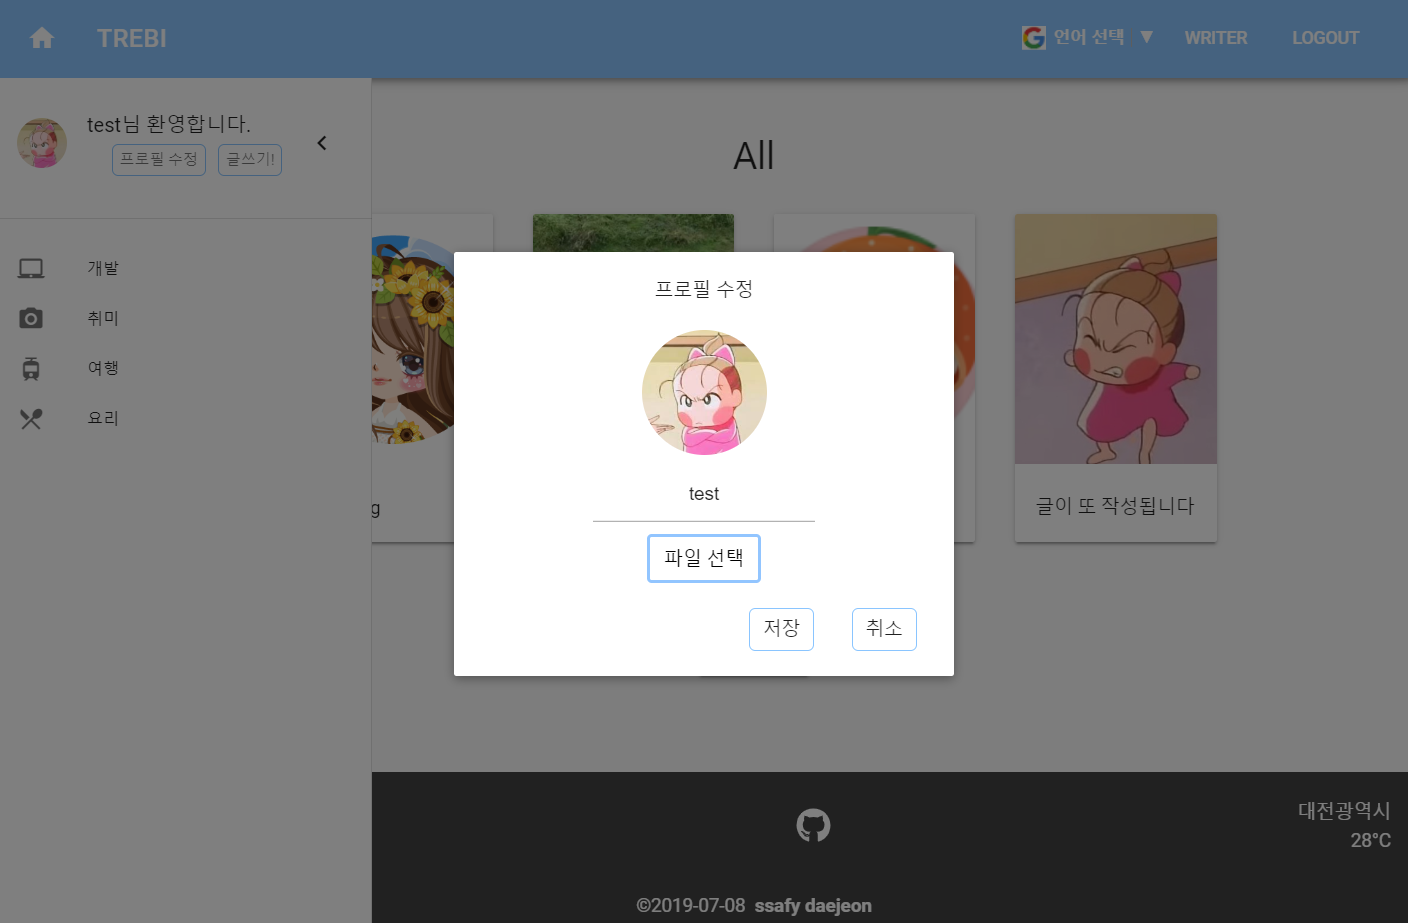 TREBI
언어 선택 ▼ WRITER LOGOUT
test님 환영합니다.
프로필 수정 글쓰기!
개발
취미
여행
요리
All
g
글이 또 작성됩니다
프로필 수정
test
파일 선택
저장 취소
대전광역시
28°C
©2019-07-08 ssafy daejeon